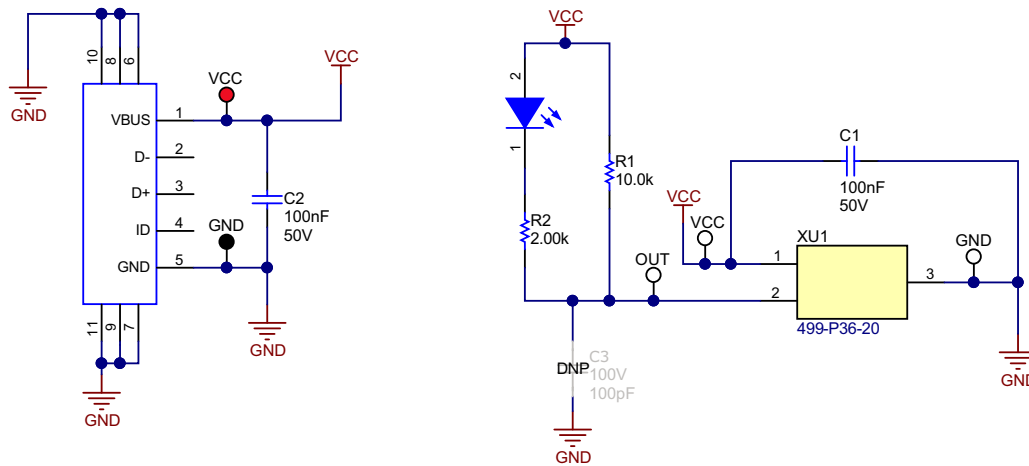 VCC
VCC
VCC
10
8
6
GND
2
C1
VBUS
1
100nF
50V
1
R1
10.0k
D-
2
D+
3
C2
100nF
50V
VCC
VCC
XU1
GND
ID
4
GND
R2
2.00k
OUT
1
3
GND
5
2
499-P36-20
11
9
7
GND
DNP
C3
100V
100pF
GND
GND
GND